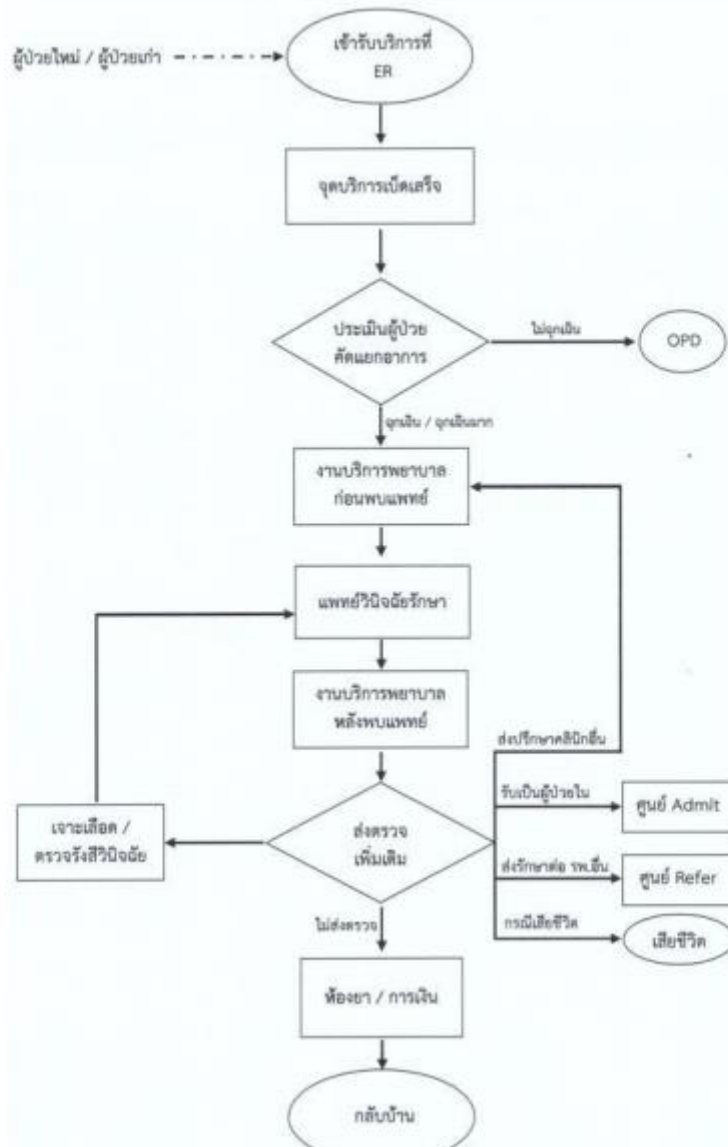 เข้ารับบริการที่
ER
ผู้ป่วยใหม่ / ผู้ป่วยเก่า
จุดบริการเบ็ดเสร็จ
ประเมินผู้ป่วย
คัดแยกอาการ
ไม่ฉุกเฉิน
OPD
ฉุกเฉิน / ฉุกเฉินมาก
งานบริการพยาบาล
ก่อนพบแพทย์
แพทย์วินิจฉัยรักษา
งานบริการพยาบาล
หลังพบแพทย์
ส่งปรึกษาคลินิกอื่น
รับเป็นผู้ป่วยใน
ศูนย์ Admit
เจาะเลือด /
ตรวจรังสีวินิจฉัย
ส่งตรวจ
เพิ่มเติม
ส่งรักษาต่อ รพ.อื่น
ศูนย์ Refer
กรณีเสียชีวิต
เสียชีวิต
ไม่ส่งตรวจ
ห้องยา / การเงิน
กลับบ้าน